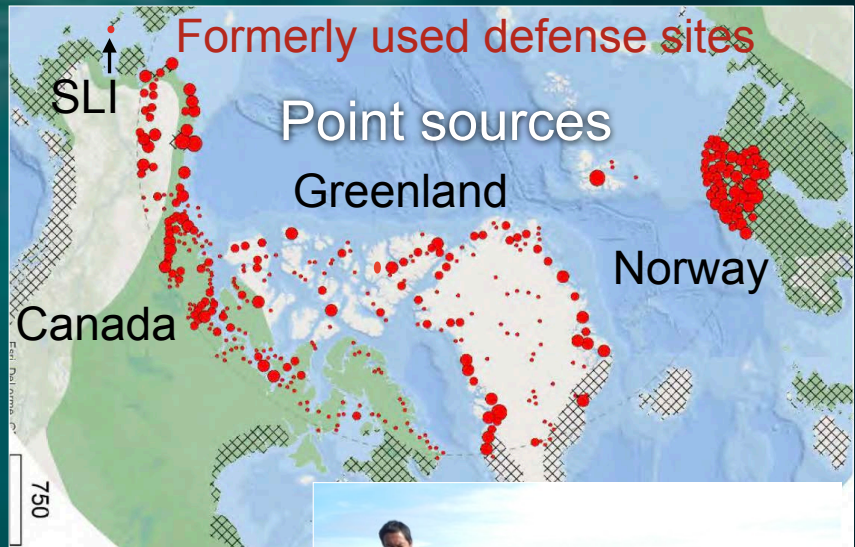 Formerly used defense sites
SLI
Point sources
Greenland
Norway
Canada
750